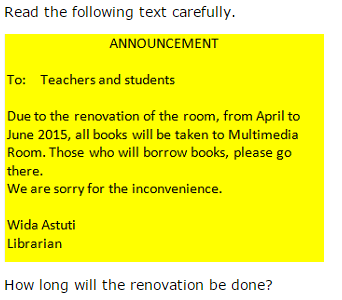 Read the following text carefully.
ANNOUNCEMENT
To: Teachers and students
Due to the renovation of the room, from April to
June 2015, all books will be taken to Multimedia
Room. Those who will borrow books, please go
there.
We are sorry for the inconvenience.
Wida Astuti
Librarian
How long will the renovation be done?